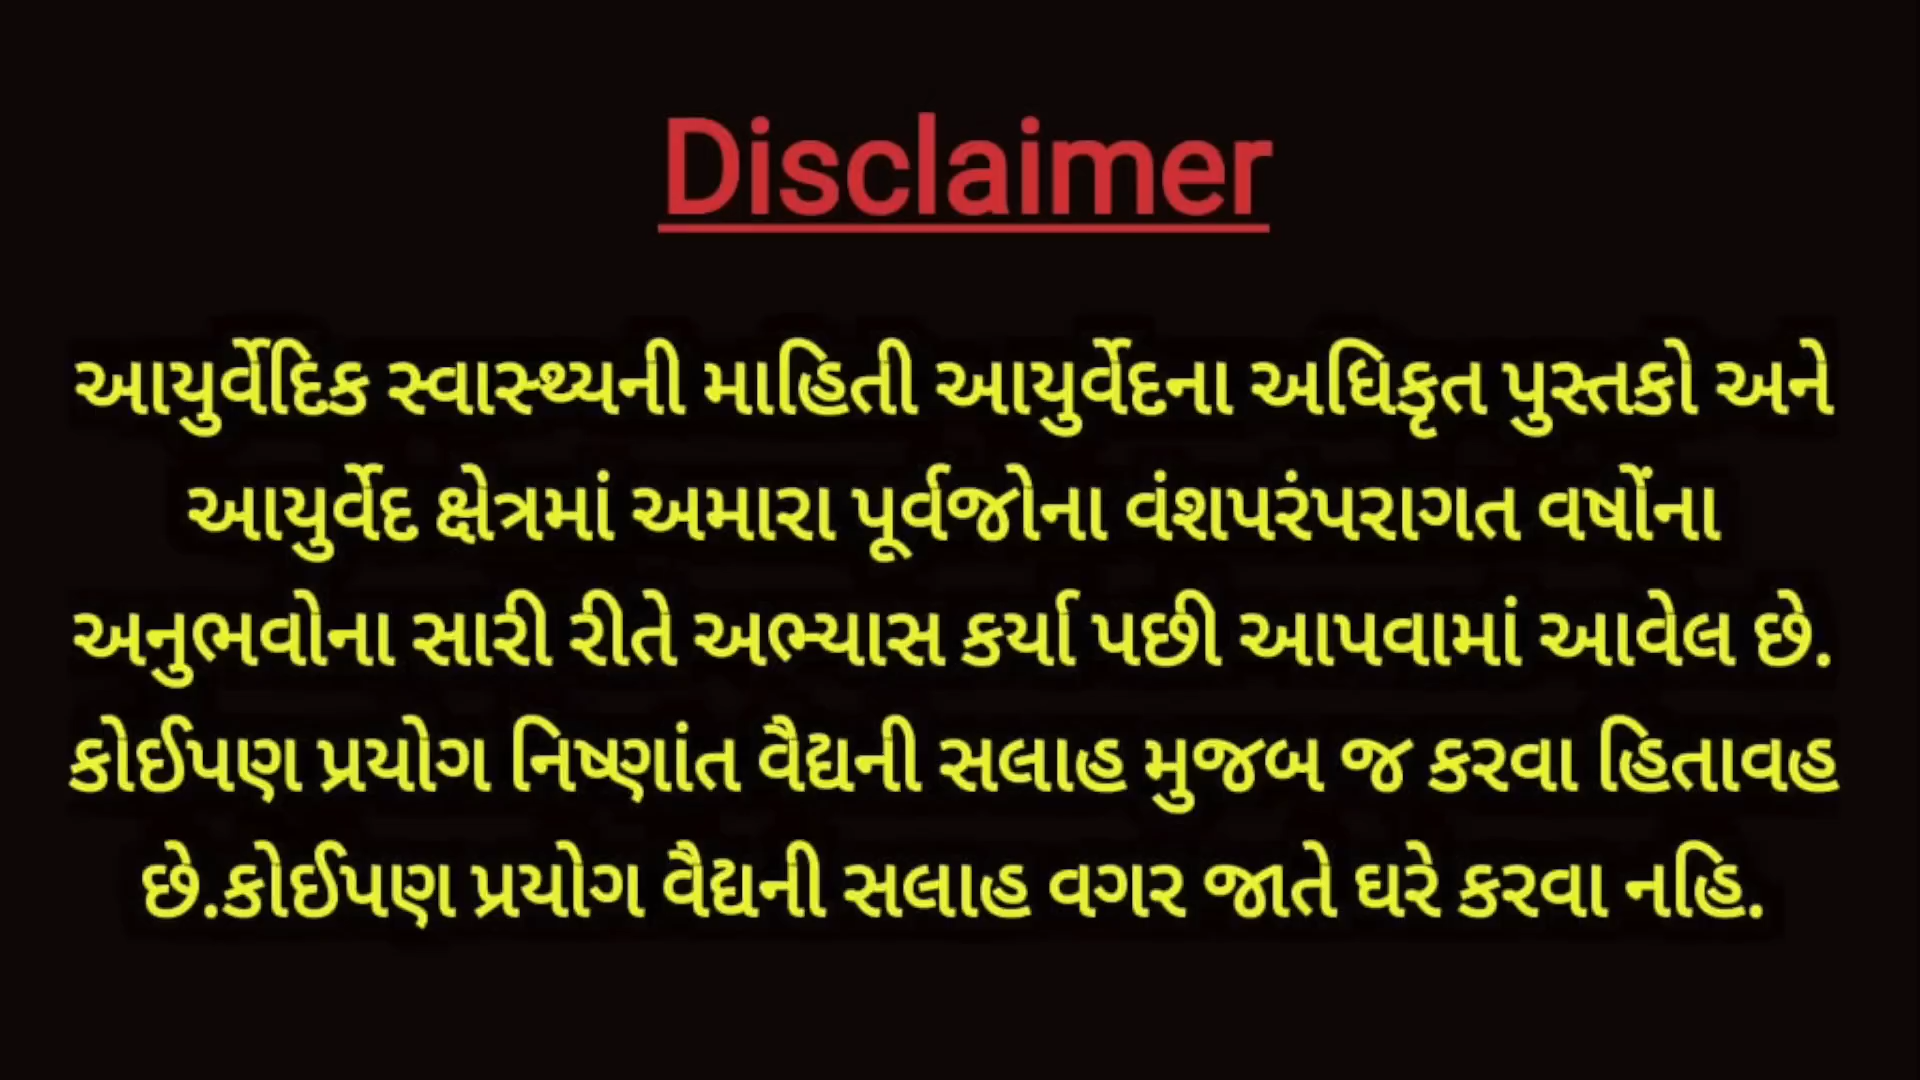 Disclaimer
આયુર્વેદિક સ્વાસ્થ્યની માહિતી આયુર્વેદના અધિકૃત પુસ્તકો અને
આયુર્વેદ ક્ષેત્રમાં અમારા પૂર્વજોના વંશપરંપરાગત વર્ષોના
અનુભવોના સારી રીતે અભ્યાસ કર્યા પછી આપવામાં આવેલ છે.
કોઈપણ પ્રયોગ નિષ્ણાંત વૈદ્યની સલાહ મુજબ જ કરવા હિતાવહ
છે.કોઈપણ પ્રયોગ વૈદ્યની સલાહ વગર જાતે ઘરે કરવા નહિ.